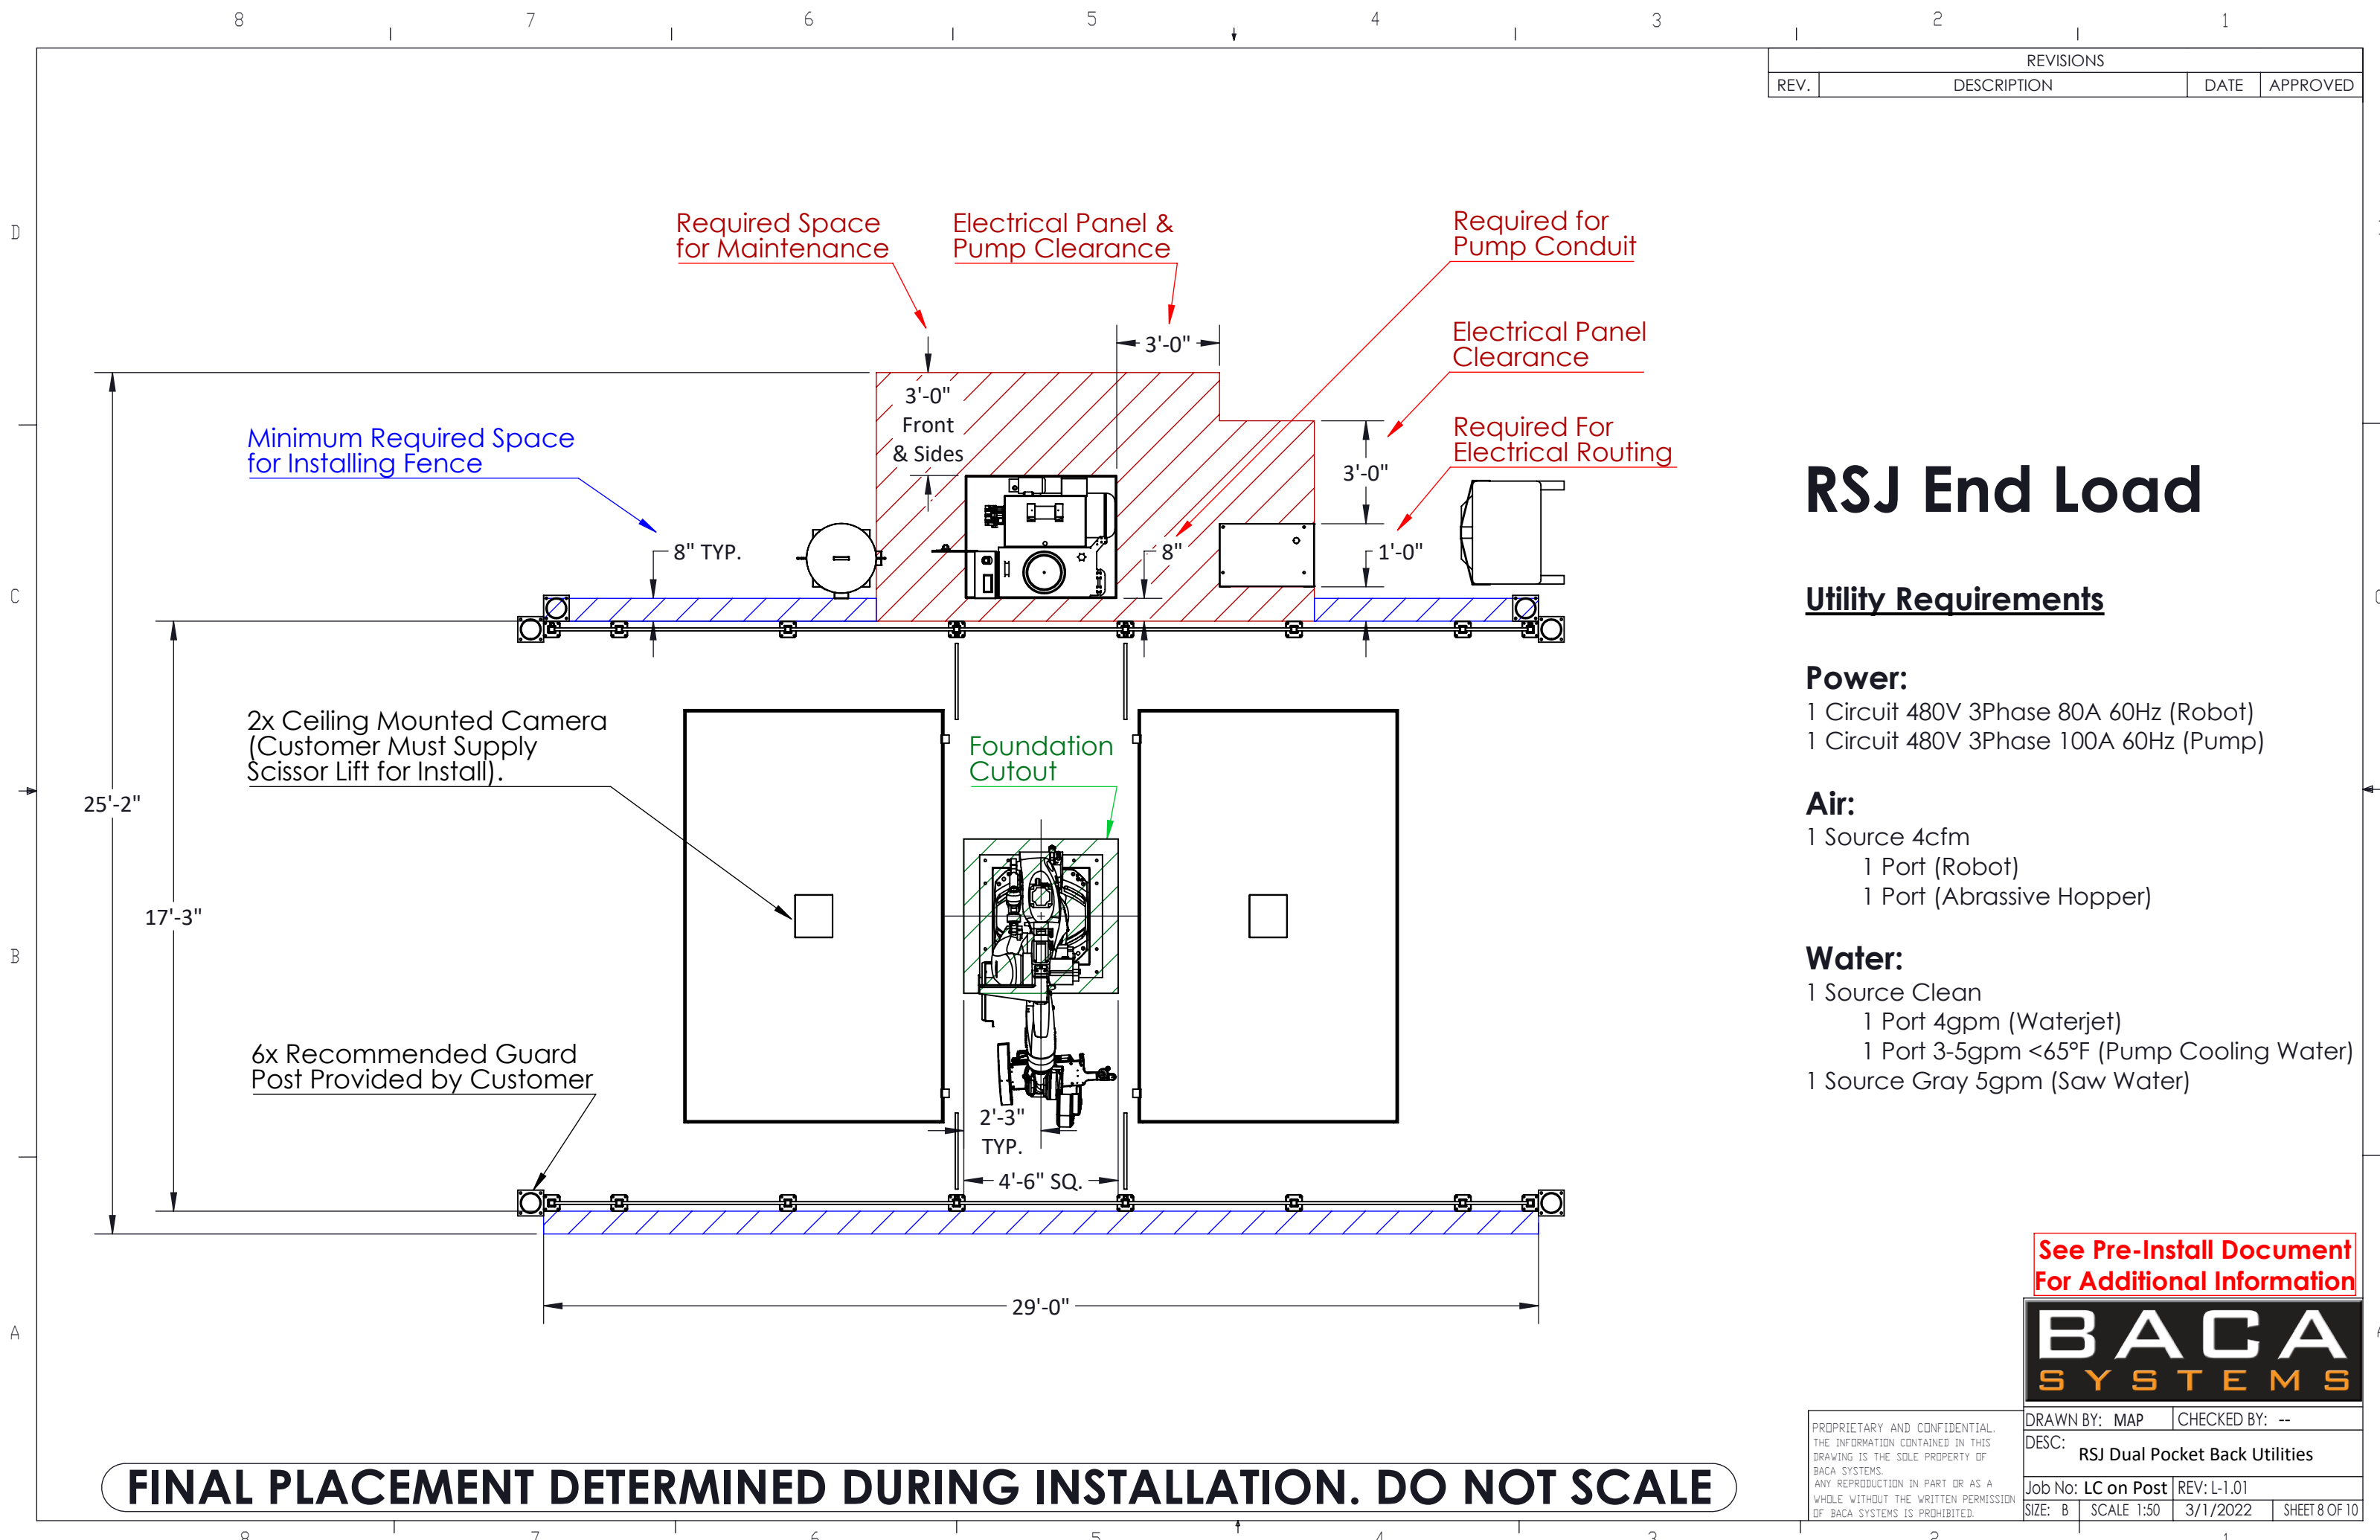 8 7 6 5 4 3 2 1
REVISIONS
REV. DESCRIPTION DATE APPROVED
D
Required Space
for Maintenance
Electrical Panel &
Pump Clearance
Required for
Pump Conduit
3'-0"
Electrical Panel
Clearance
3'-0"
Front
& Sides
Minimum Required Space
for Installing Fence
Required For
Electrical Routing
3'-0"
8" TYP.
8"
1'-0"
C
RSJ End Load
Utility Requirements
Power:
1 Circuit 480V 3Phase 80A 60Hz (Robot)
1 Circuit 480V 3Phase 100A 60Hz (Pump)
Air:
1 Source 4cfm
1 Port (Robot)
1 Port (Abrassive Hopper)
Water:
1 Source Clean
1 Port 4gpm (Waterjet)
1 Port 3-5gpm <65°F (Pump Cooling Water)
1 Source Gray 5gpm (Saw Water)
2x Ceiling Mounted Camera
(Customer Must Supply
Scissor Lift for Install).
Foundation
Cutout
25'-2"
17'-3"
B
6x Recommended Guard
Post Provided by Customer
2'-3"
TYP.
4'-6" SQ.
29'-0"
A
See Pre-Install Document
For Additional Information
BACA
SYSTEMS
PROPRIETARY AND CONFIDENTIAL.
THE INFORMATION CONTAINED IN THIS
DRAWING IS THE SOLE PROPERTY OF
BACA SYSTEMS.
ANY REPRODUCTION IN PART OR AS A
WHOLE WITHOUT THE WRITTEN PERMISSION
OF BACA SYSTEMS IS PROHIBITED.
DRAWN BY: MAP CHECKED BY: --
DESC:
RSJ Dual Pocket Back Utilities
Job No: LC on Post REV: L-1.01
SIZE: B SCALE 1:50 3/1/2022 SHEET 8 OF 10
FINAL PLACEMENT DETERMINED DURING INSTALLATION. DO NOT SCALE
8 7 6 5 4 3 2 1